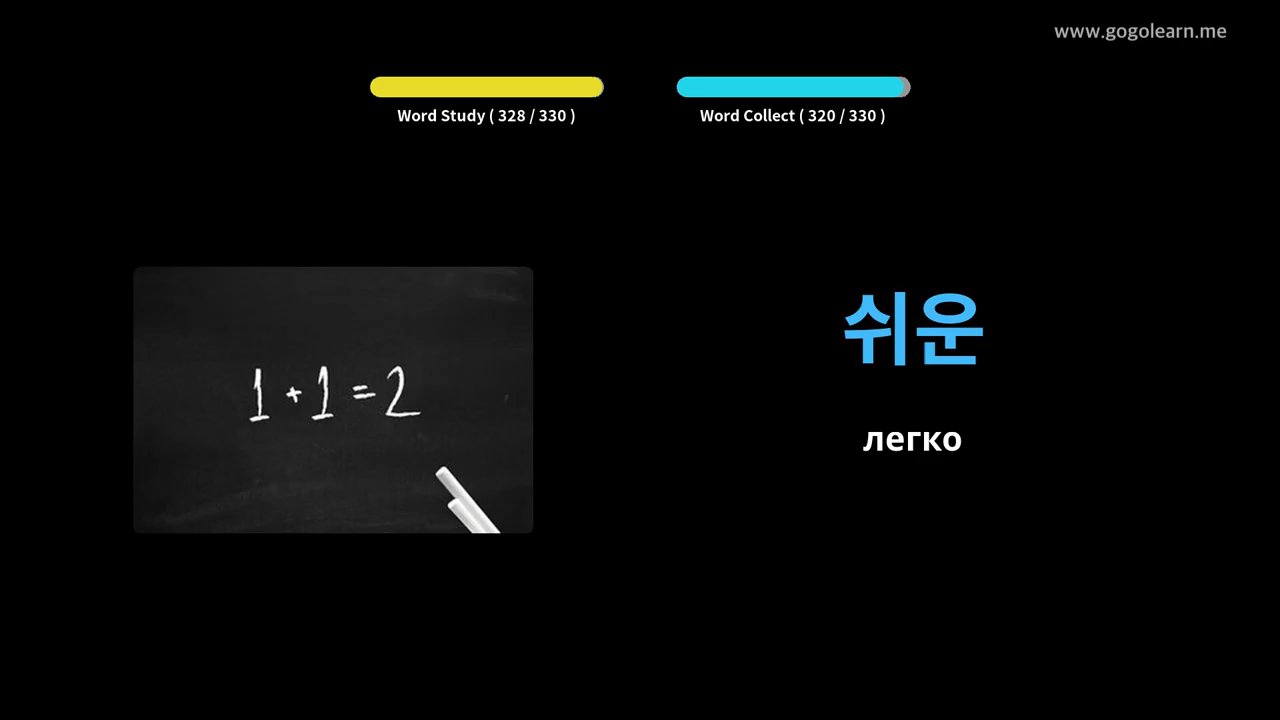 www.gogolearn.me
Word Study ( 328 / 330 )
Word Collect ( 320 / 330 )
쉬운
1 + 1 = 2
легко